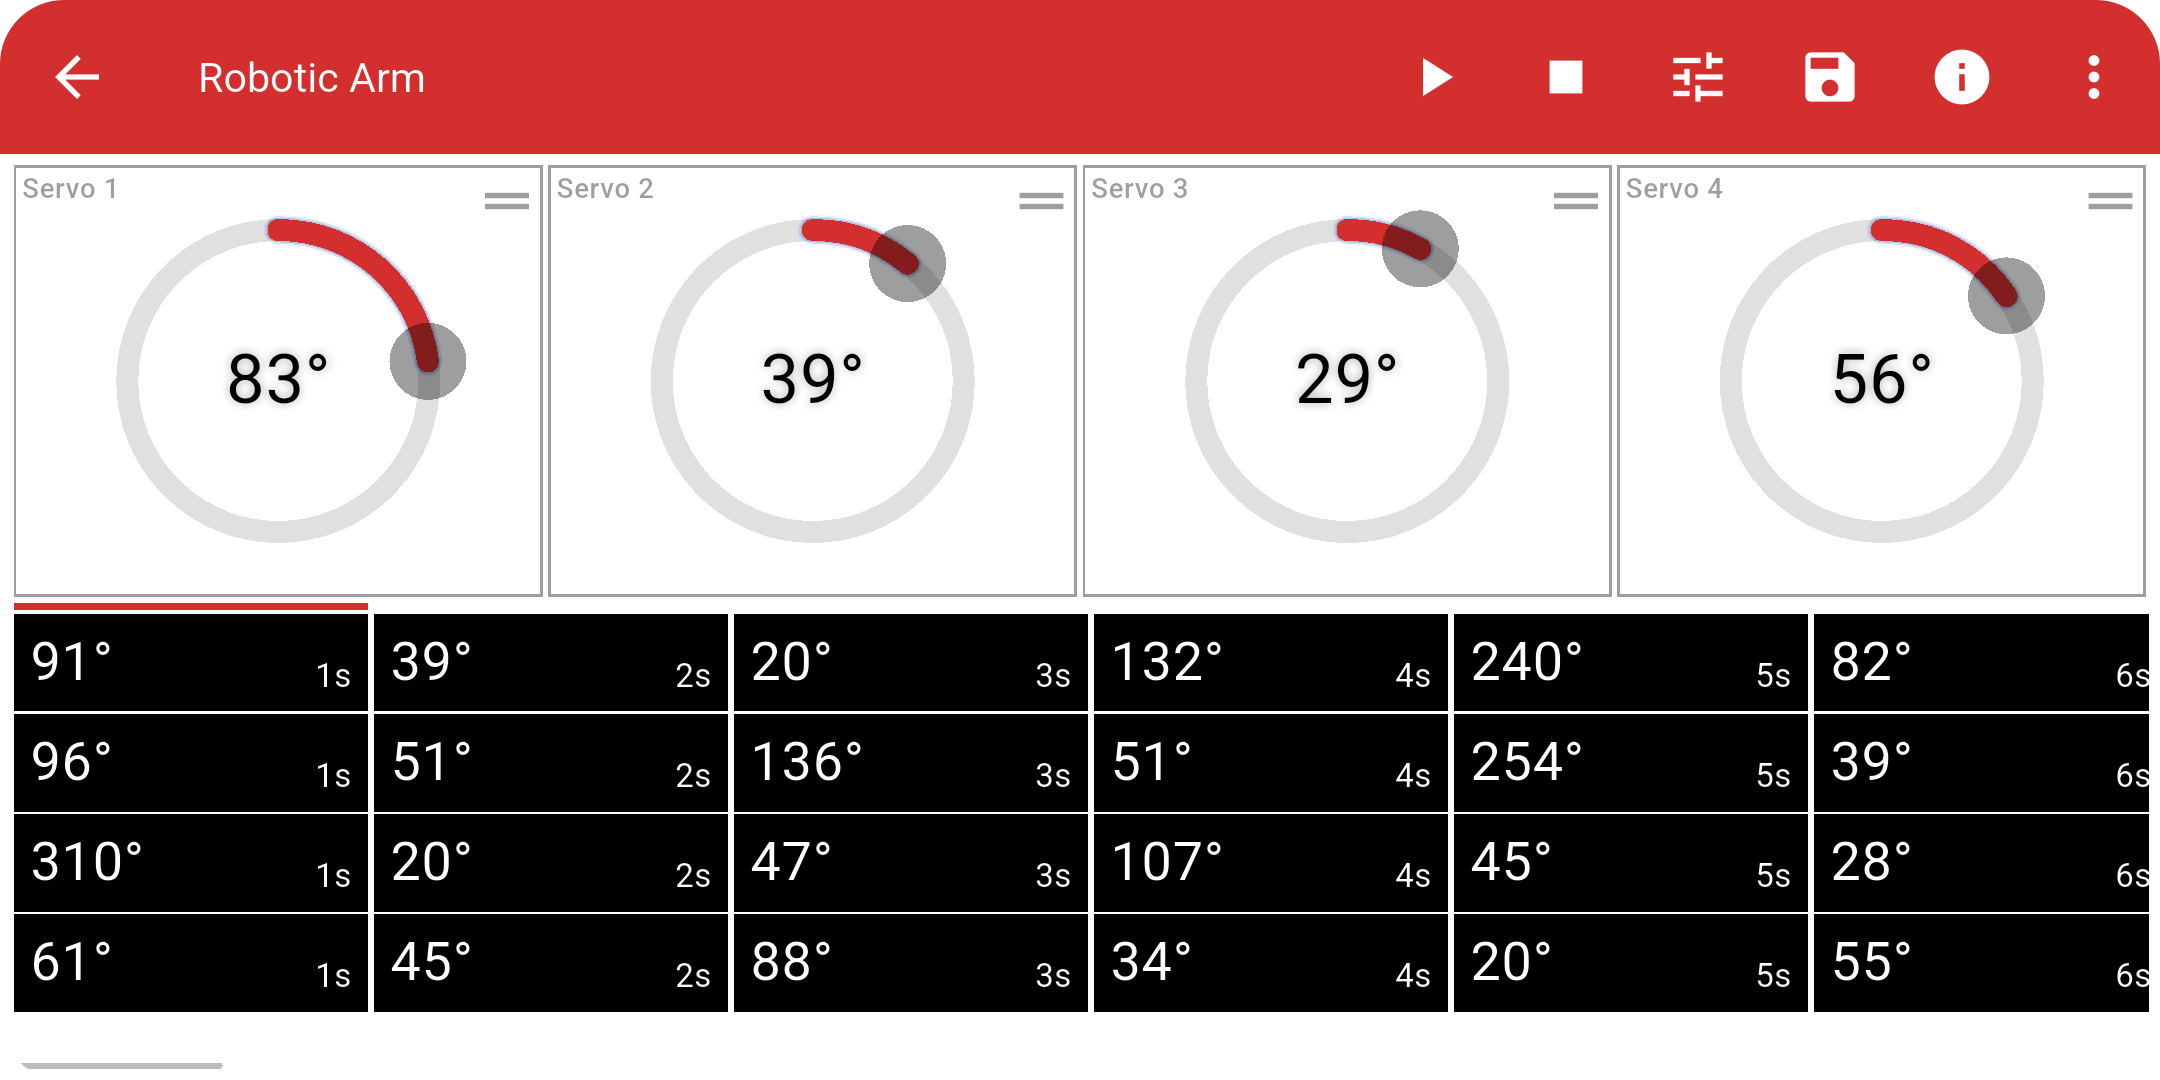 Robotic Arm
Servo 1 Servo 2 Servo 3 Servo 4
83° 39° 29° 56°
91° 1s 39° 2s 20° 3s 132° 4s 240° 5s 82° 6s
96° 1s 51° 2s 136° 3s 51° 4s 254° 5s 39° 6s
310° 1s 20° 2s 47° 3s 107° 4s 45° 5s 28° 6s
61° 1s 45° 2s 88° 3s 34° 4s 20° 5s 55° 6s